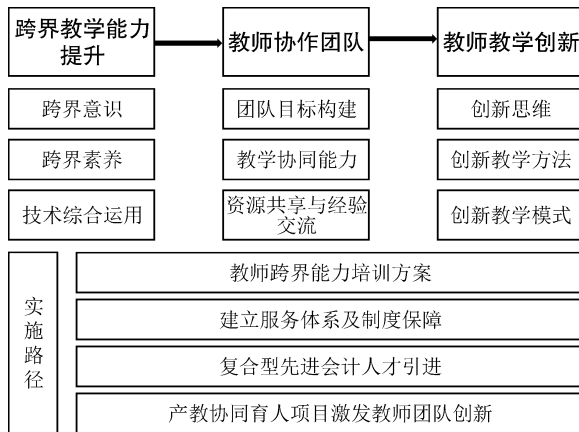 跨界教学能力
提升
教师协作团队
教师教学创新
跨界意识
团队目标构建
创新思维
跨界素养
教学协同能力
创新教学方法
技术综合运用
资源共享与经验
交流
创新教学模式
实施路径
教师跨界能力培训方案
建立服务体系及制度保障
复合型先进会计人才引进
产教协同育人项目激发教师团队创新